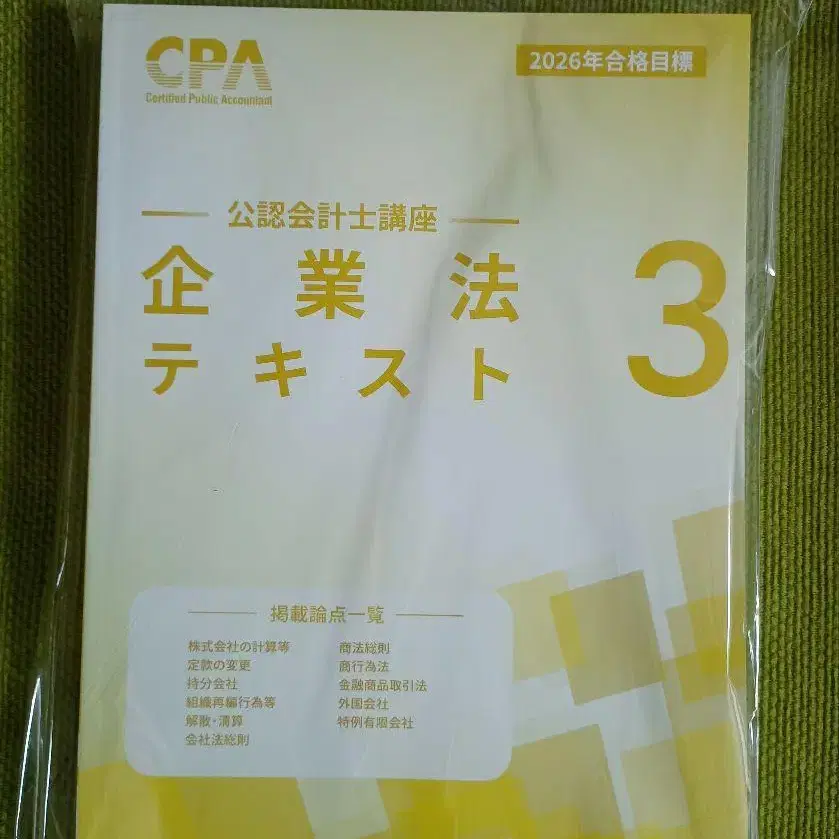 CPA
Certified Public Accountant
2026年合格目標
公認会計士講座
企業法
テキスト 3
掲載論点一覧
株式会社の計算等
定款の変更
持分会社
組織再編行為等
解散・清算
会社法総則
商法総則
商行為法
金融商品取引法
外国会社
特例有限会社